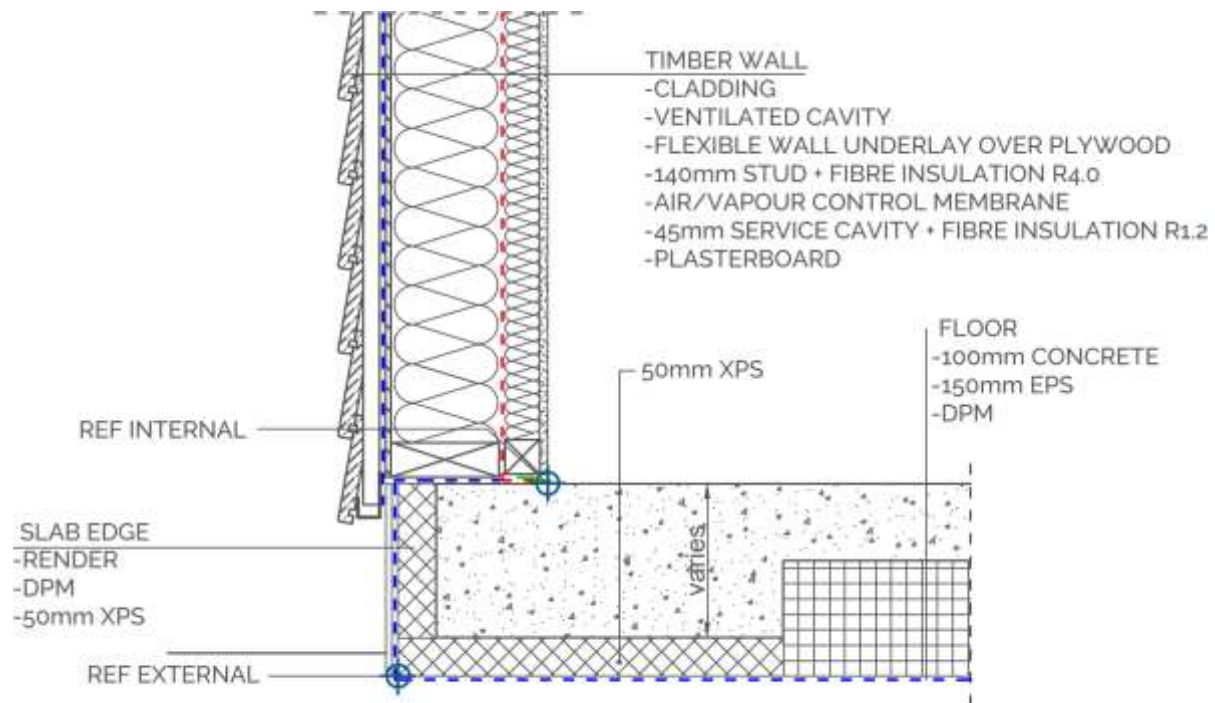 TIMBER WALL
-CLADDING
-VENTILATED CAVITY
-FLEXIBLE WALL UNDERLAY OVER PLYWOOD
-140mm STUD + FIBRE INSULATION R4.0
-AIR/VAPOUR CONTROL MEMBRANE
-45mm SERVICE CAVITY + FIBRE INSULATION R1.2
-PLASTERBOARD
FLOOR
-100mm CONCRETE
-150mm EPS
-DPM
50mm XPS
REF INTERNAL
varies
SLAB EDGE
-RENDER
-DPM
-50mm XPS
REF EXTERNAL